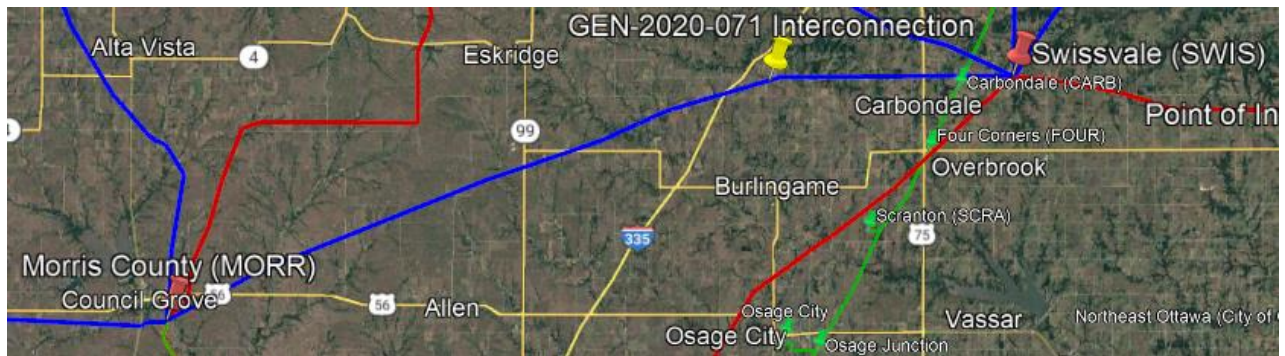 GEN-2020-071 Interconnection
Alta Vista
4
Eskridge
Swissvale (SWIS)
Carbondale (CARB)
Carbondale
Point of In
4
99
Four Corners (FOUR)
Overbrook
Burlingame
Scranton (SCRA)
335
75
Morris County (MORR)
Council Grove
56
56
Allen
Osage City
Vassar
Northeast Ottawa (City of
Osage City
Osage Junction